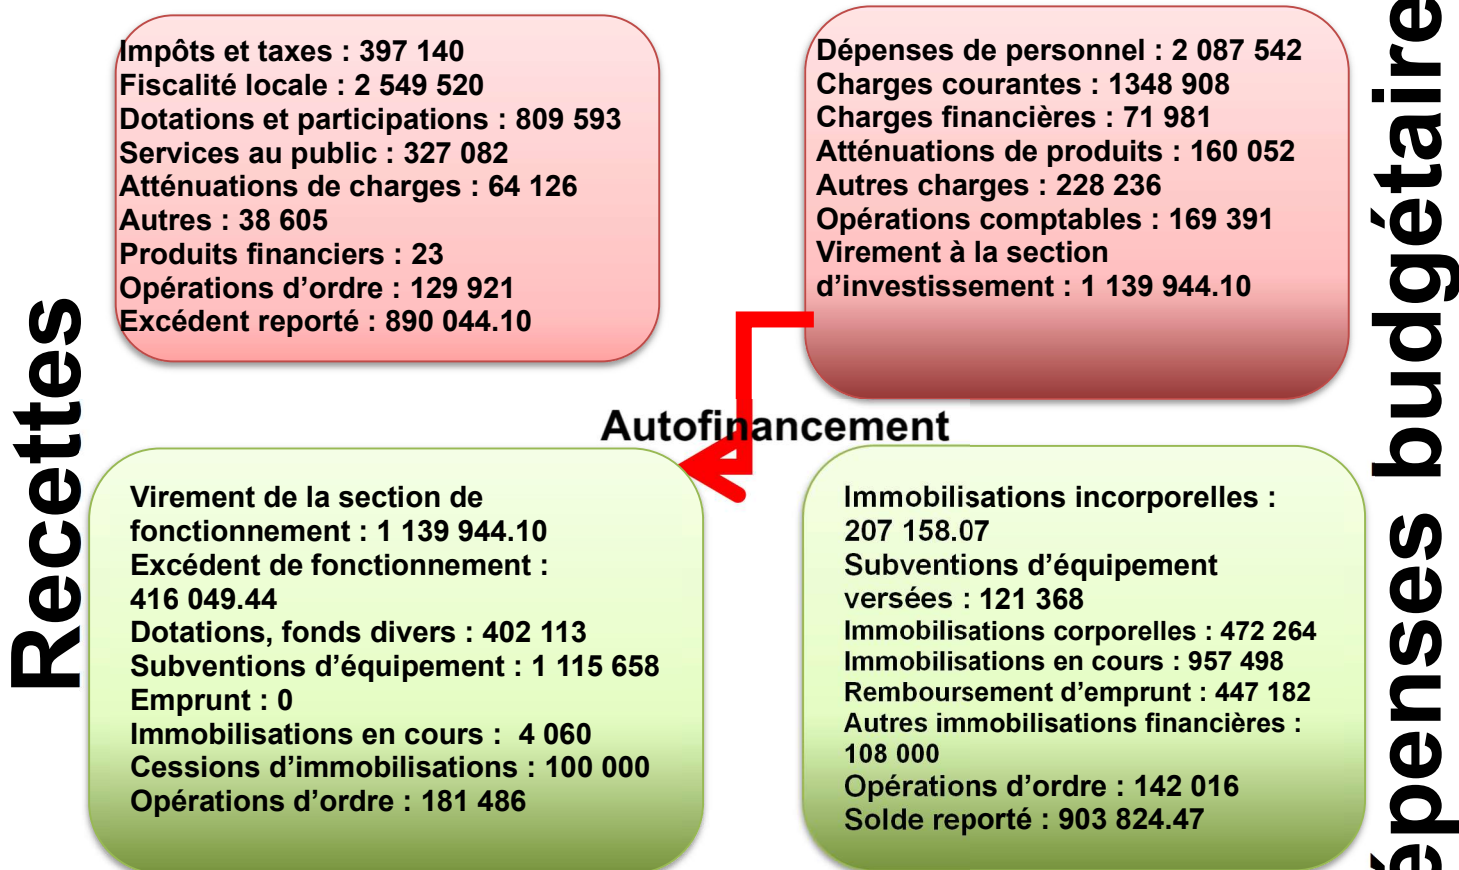 Recettes
Impôts et taxes : 397 140
Fiscalité locale : 2 549 520
Dotations et participations : 809 593
Services au public : 327 082
Atténuations de charges : 64 126
Autres : 38 605
Produits financiers : 23
Opérations d’ordre : 129 921
Excédent reporté : 890 044.10
Dépenses de personnel : 2 087 542
Charges courantes : 1348 908
Charges financières : 71 981
Atténuations de produits : 160 052
Autres charges : 228 236
Opérations comptables : 169 391
Virement à la section
d’investissement : 1 139 944.10
Autofinancement
Virement de la section de
fonctionnement : 1 139 944.10
Excédent de fonctionnement :
416 049.44
Dotations, fonds divers : 402 113
Subventions d’équipement : 1 115 658
Emprunt : 0
Immobilisations en cours :  4 060
Cessions d’immobilisations : 100 000
Opérations d’ordre : 181 486
Immobilisations incorporelles :
207 158.07
Subventions d’équipement
versées : 121 368
Immobilisations corporelles : 472 264
Immobilisations en cours : 957 498
Remboursement d’emprunt : 447 182
Autres immobilisations financières :
108 000
Opérations d’ordre : 142 016
Solde reporté : 903 824.47
épenses budgétaire